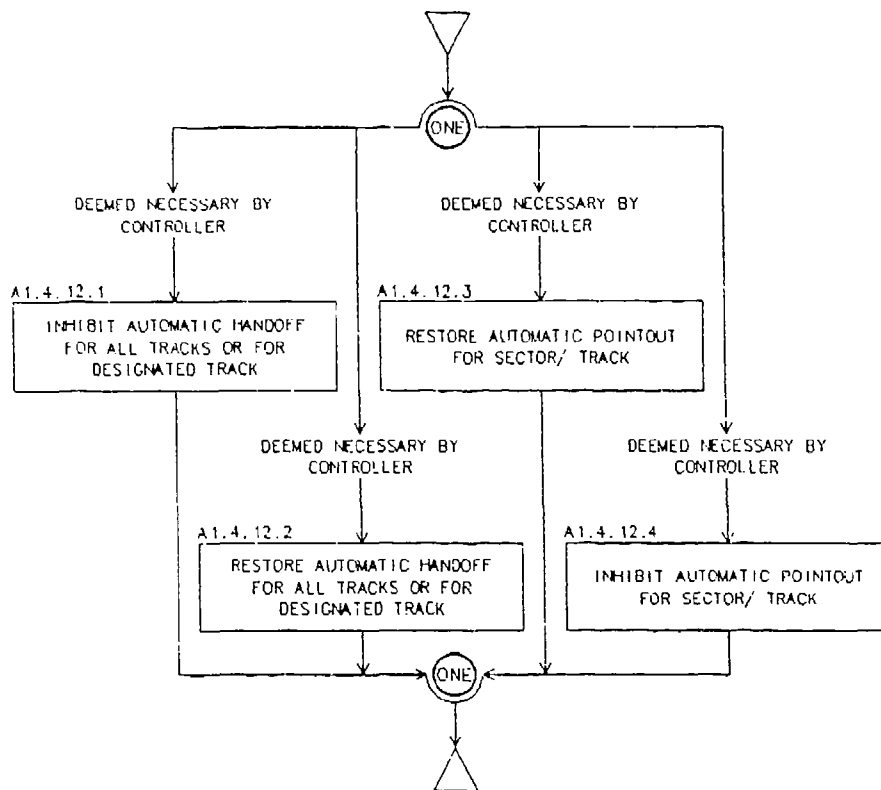 ONE
DEEMED NECESSARY BY
CONTROLLER
DEEMED NECESSARY BY
CONTROLLER
A1.4.12.1
INHIBIT AUTOMATIC HANDOFF
FOR ALL TRACKS OR FOR
DESIGNATED TRACK
A1.4.12.3
RESTORE AUTOMATIC POINTOUT
FOR SECTOR/ TRACK
DEEMED NECESSARY BY
CONTROLLER
DEEMED NECESSARY BY
CONTROLLER
A1.4.12.2
RESTORE AUTOMATIC HANDOFF
FOR ALL TRACKS OR FOR
DESIGNATED TRACK
A1.4.12.4
INHIBIT AUTOMATIC POINTOUT
FOR SECTOR/ TRACK
ONE